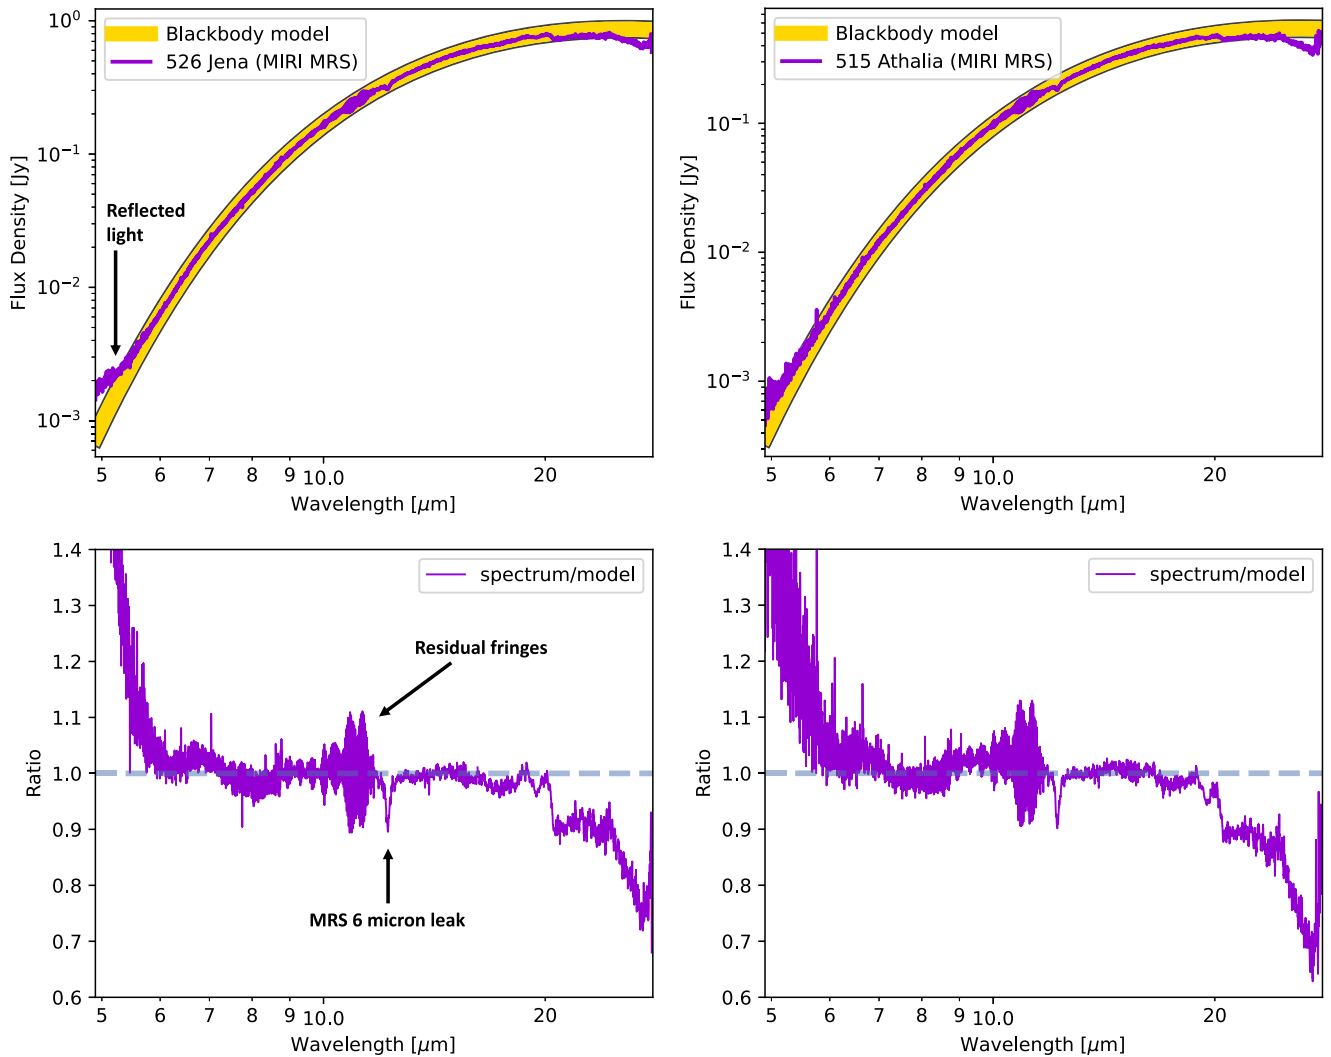 Blackbody model
526 Jena (MIRI MRS)
Reflected
light
10⁰
10⁻¹
10⁻²
10⁻³
Flux Density [Jy]
5 6 7 8 9 10.0 20
Wavelength [μm]
Blackbody model
515 Athalia (MIRI MRS)
10⁻¹
10⁻²
10⁻³
Flux Density [Jy]
5 6 7 8 9 10.0 20
Wavelength [μm]
spectrum/model
Residual fringes
MRS 6 micron leak
1.4
1.3
1.2
1.1
1.0
0.9
0.8
0.7
0.6
Ratio
5 6 7 8 9 10.0 20
Wavelength [μm]
spectrum/model
1.4
1.3
1.2
1.1
1.0
0.9
0.8
0.7
0.6
Ratio
5 6 7 8 9 10.0 20
Wavelength [μm]